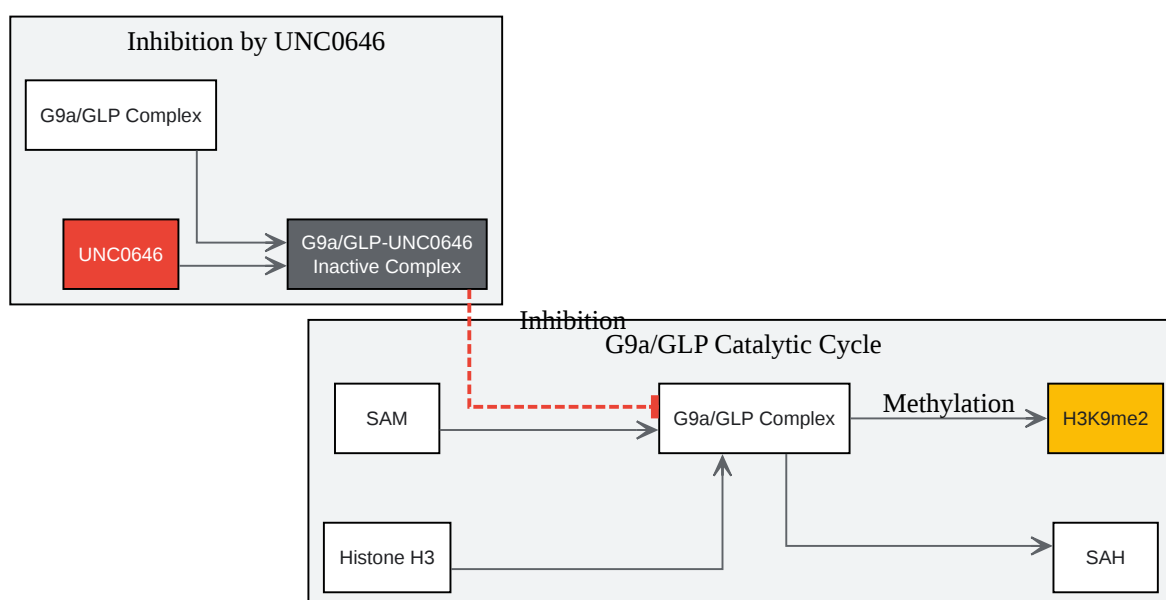 Inhibition by UNC0646
G9a/GLP Complex
UNC0646
G9a/GLP-UNC0646
Inactive Complex
Inhibition
G9a/GLP Catalytic Cycle
SAM
G9a/GLP Complex
Methylation
H3K9me2
Histone H3
SAH